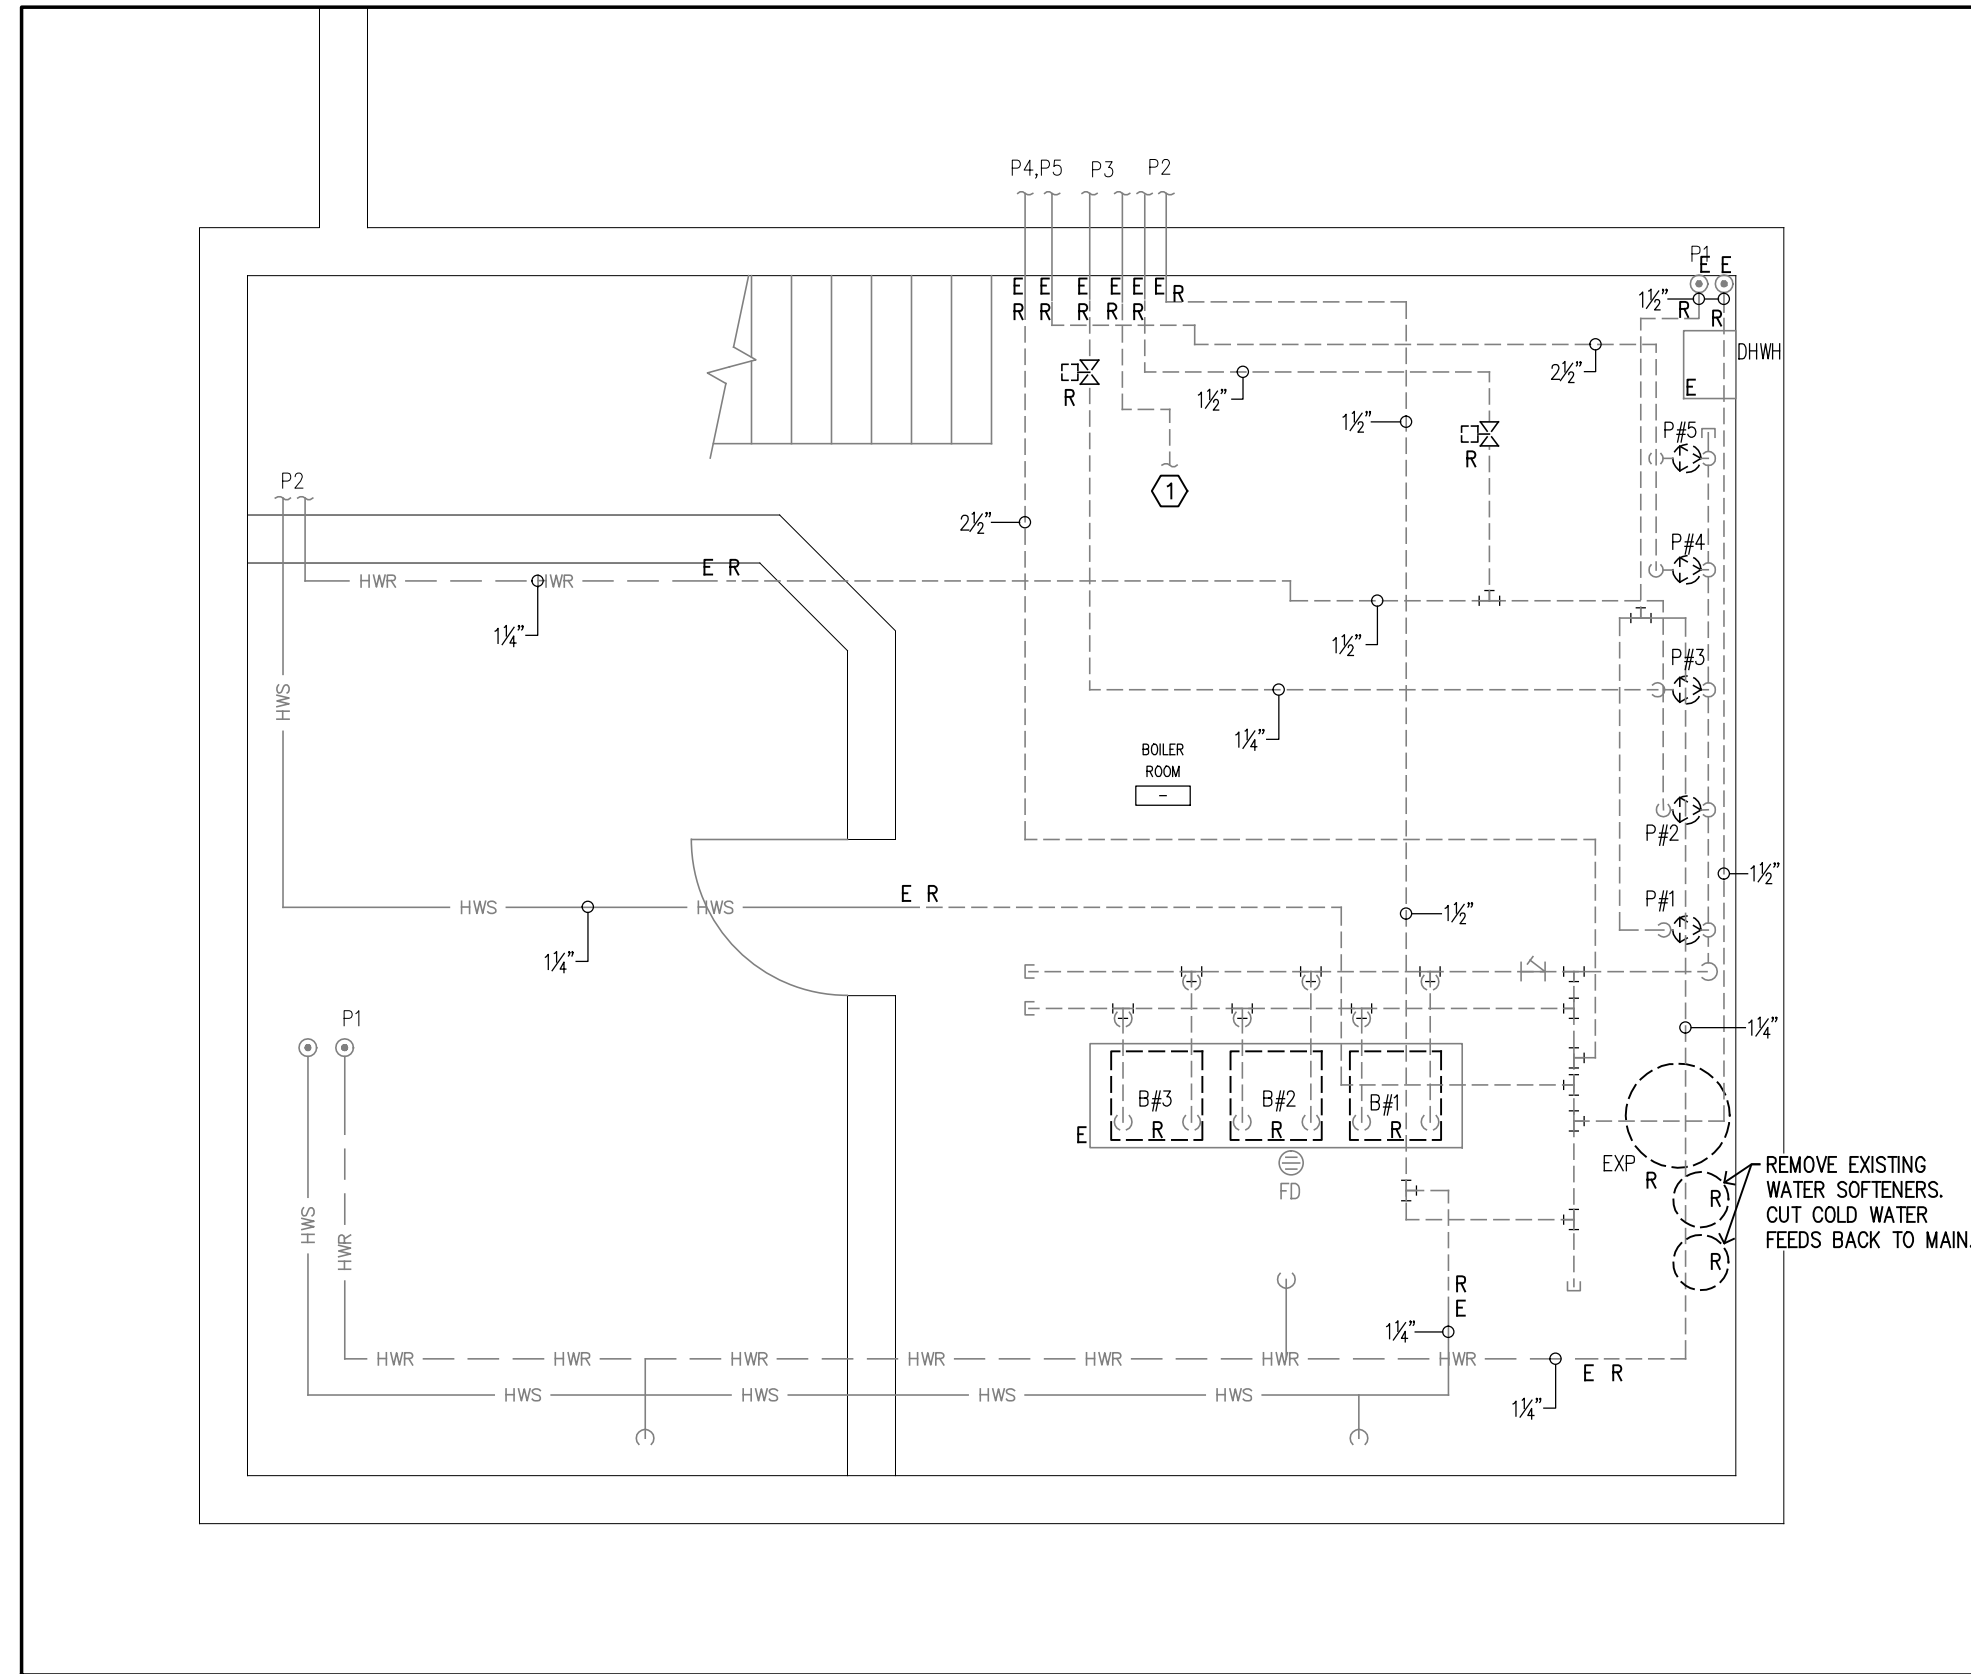 P4,P5 P3 P2
P1
E E
E E E E E E R
R R R R R
1½"
R R
DHWH
E
2½"
1½"
1½"
R
R
P#5
P2
1
2½"
P#4
E R
HWR HWR
1¼"
1½"
P#3
HWS
1¼"
BOILER
ROOM
-
P#2
1½"
E R
P#1
HWS HWS
1½"
1¼"
P1
1¼"
B#3 B#2 B#1
R R R
E
EXP
R
FD
REMOVE EXISTING
WATER SOFTENERS.
CUT COLD WATER
FEEDS BACK TO MAIN.
R
R
HWS
HWR
R
E
1¼"
HWR HWR HWR HWR HWR HWR HWR
E R
HWS HWS HWS HWS
1¼"